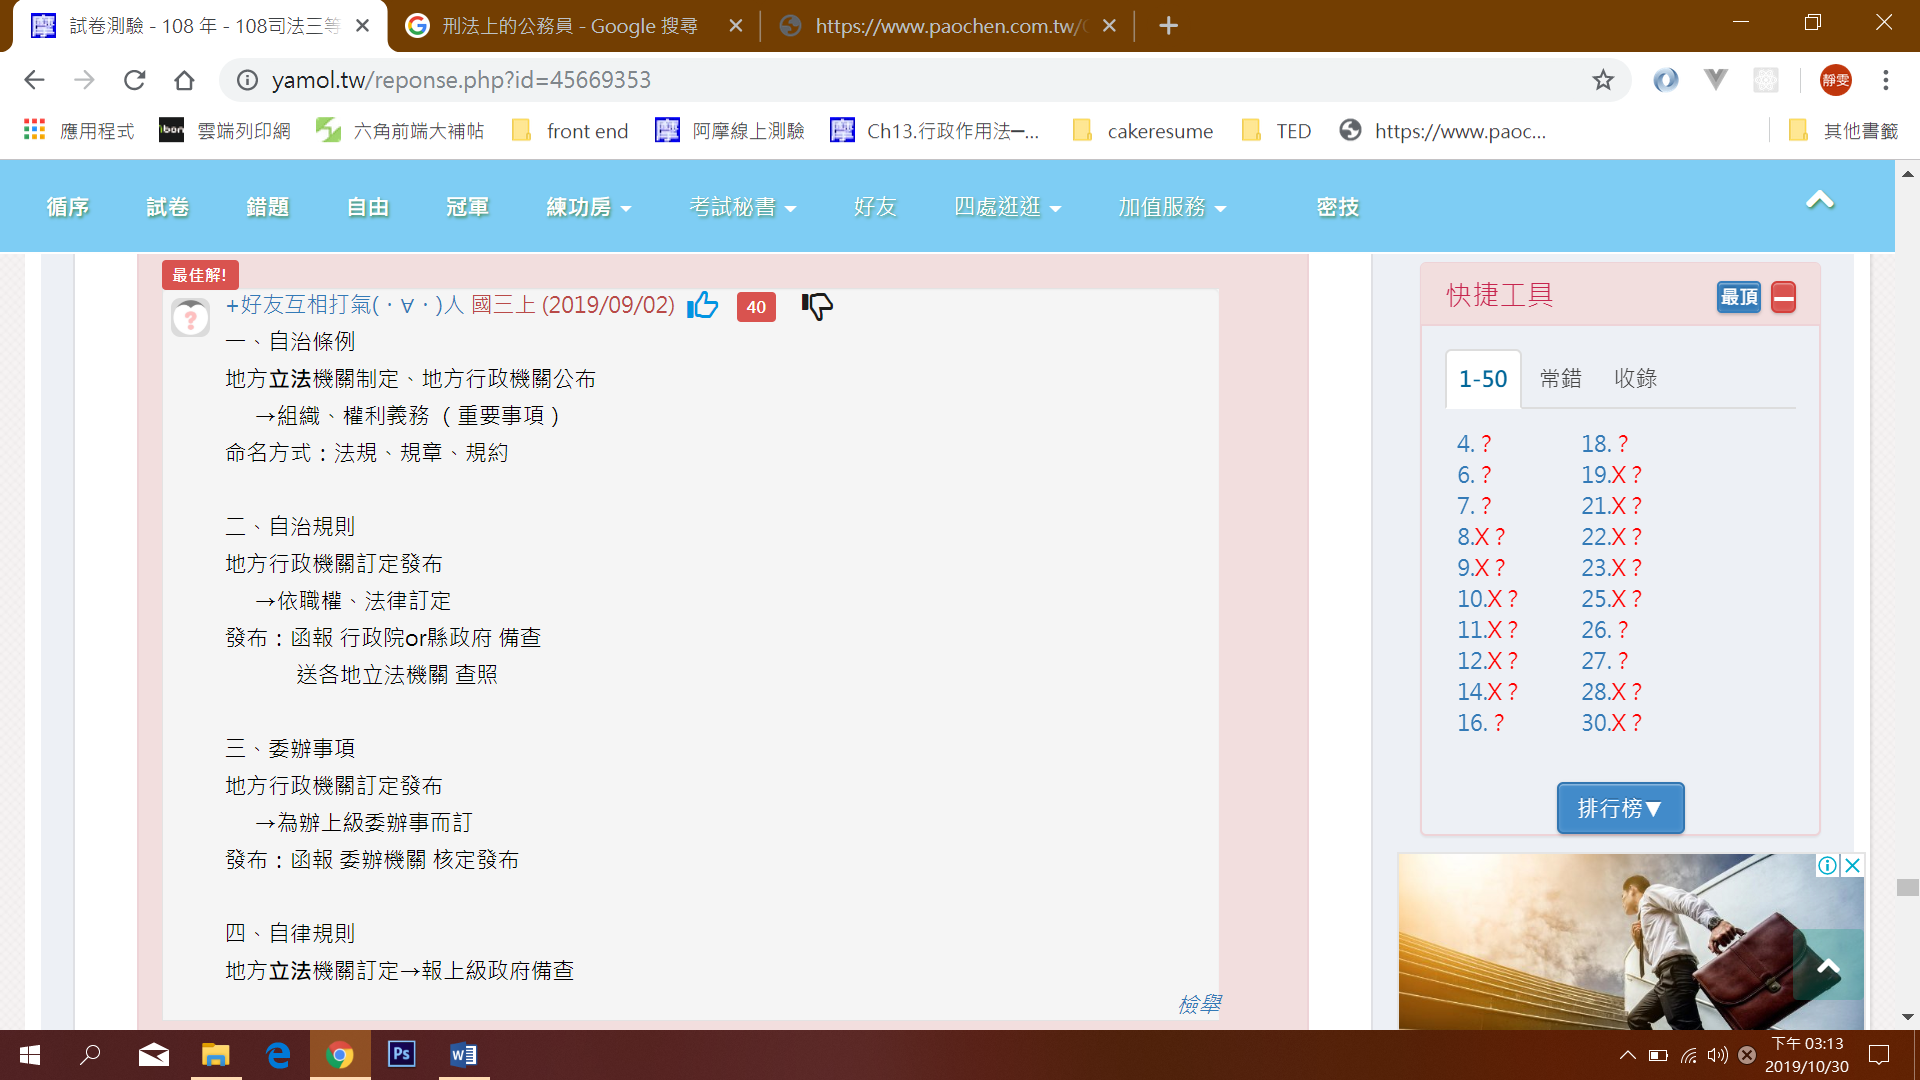 試卷測驗 - 108 年 - 108司法三等
刑法上的公務員 - Google 搜尋
https://www.paochen.com.tw/
yamol.tw/reponse.php?id=45669353
靜雯
應用程式
ibon
雲端列印網
六角前端大補帖
front end
阿摩線上測驗
Ch13.行政作用法─...
cakeresume
TED
https://www.paoc...
其他書籤
循序
試卷
錯題
自由
冠軍
練功房
考試秘書
好友
四處逛逛
加值服務
密技
最佳解!
+好友互相打氣(·∀·)人 國三上 (2019/09/02)
40
一、自治條例
地方立法機關制定、地方行政機關公布
→組織、權利義務 (重要事項)
命名方式：法規、規章、規約
二、自治規則
地方行政機關訂定發布
→依職權、法律訂定
發布：函報 行政院or縣政府 備查
送各地立法機關 查照
三、委辦事項
地方行政機關訂定發布
→為辦上級委辦事而訂
發布：函報 委辦機關 核定發布
四、自律規則
地方立法機關訂定→報上級政府備查
檢舉
快捷工具
最頂
1-50
常錯
收錄
4. ?
18. ?
6. ?
19.X ?
7. ?
21.X ?
8.X ?
22.X ?
9.X ?
23.X ?
10.X ?
25.X ?
11.X ?
26. ?
12.X ?
27. ?
14.X ?
28.X ?
16. ?
30.X ?
排行榜▼
Ps
下午 03:13
2019/10/30